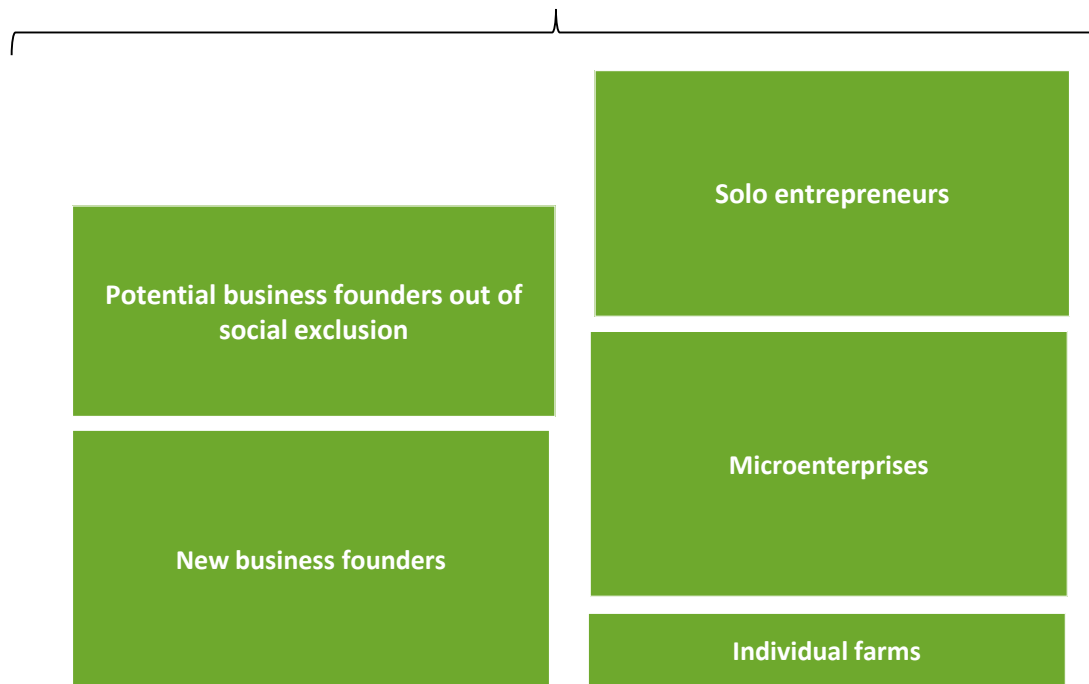 Potential business founders out of
social exclusion
New business founders
Solo entrepreneurs
Microenterprises
Individual farms